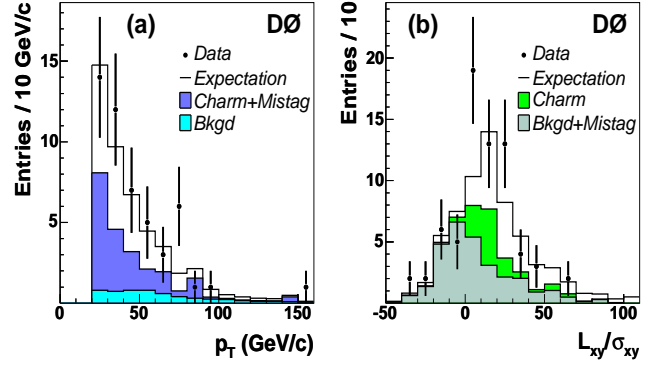 (a)
DØ
Data
Expectation
Charm+Mistag
Bkgd
Entries / 10 GeV/c
15
10
5
0
50
100
150
p_T (GeV/c)
(b)
DØ
Data
Expectation
Charm
Bkgd+Mistag
Entries / 10
20
15
10
5
-50
0
50
100
L_xy/σ_xy